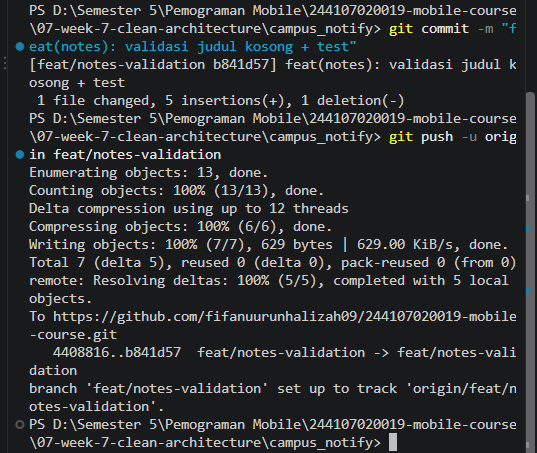 PS D:\Semester 5\Pemograman Mobile\244107020019-mobile-course
\07-week-7-clean-architecture\campus_notify> git commit -m "f
eat(notes): validasi judul kosong + test"
[feat/notes-validation b841d57] feat(notes): validasi judul k
osong + test
 1 file changed, 5 insertions(+), 1 deletion(-)
PS D:\Semester 5\Pemograman Mobile\244107020019-mobile-course
\07-week-7-clean-architecture\campus_notify> git push -u orig
in feat/notes-validation
Enumerating objects: 13, done.
Counting objects: 100% (13/13), done.
Delta compression using up to 12 threads
Compressing objects: 100% (6/6), done.
Writing objects: 100% (7/7), 629 bytes | 629.00 KiB/s, done.
Total 7 (delta 5), reused 0 (delta 0), pack-reused 0 (from 0)
remote: Resolving deltas: 100% (5/5), completed with 5 local
objects.
To https://github.com/fifanuurunhalizah09/244107020019-mobile
-course.git
   4408816..b841d57  feat/notes-validation -> feat/notes-vali
dation
branch 'feat/notes-validation' set up to track 'origin/feat/n
otes-validation'.
PS D:\Semester 5\Pemograman Mobile\244107020019-mobile-course
\07-week-7-clean-architecture\campus_notify>